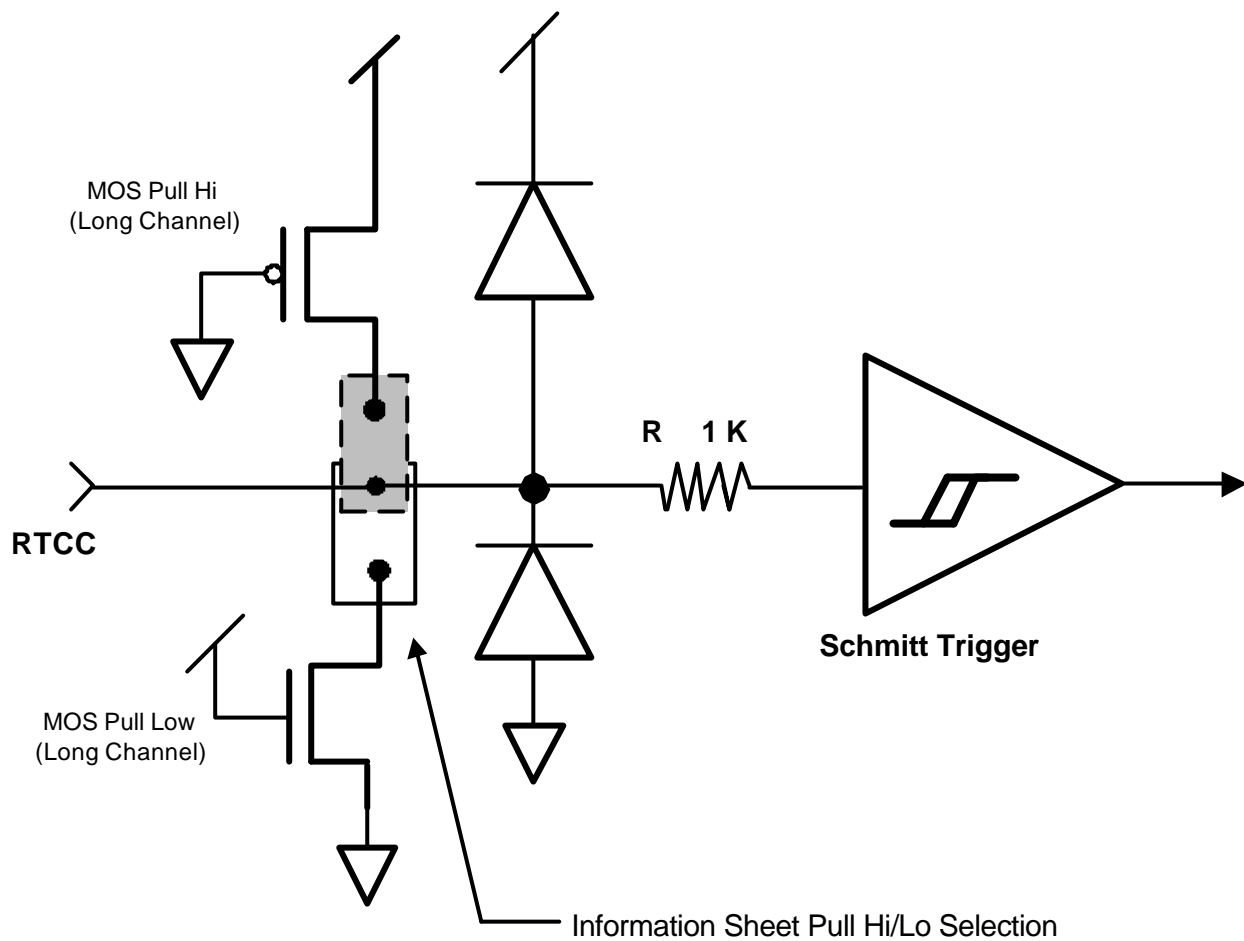 MOS Pull Hi
(Long Channel)
R 1 K
RTCC
Schmitt Trigger
MOS Pull Low
(Long Channel)
Information Sheet Pull Hi/Lo Selection